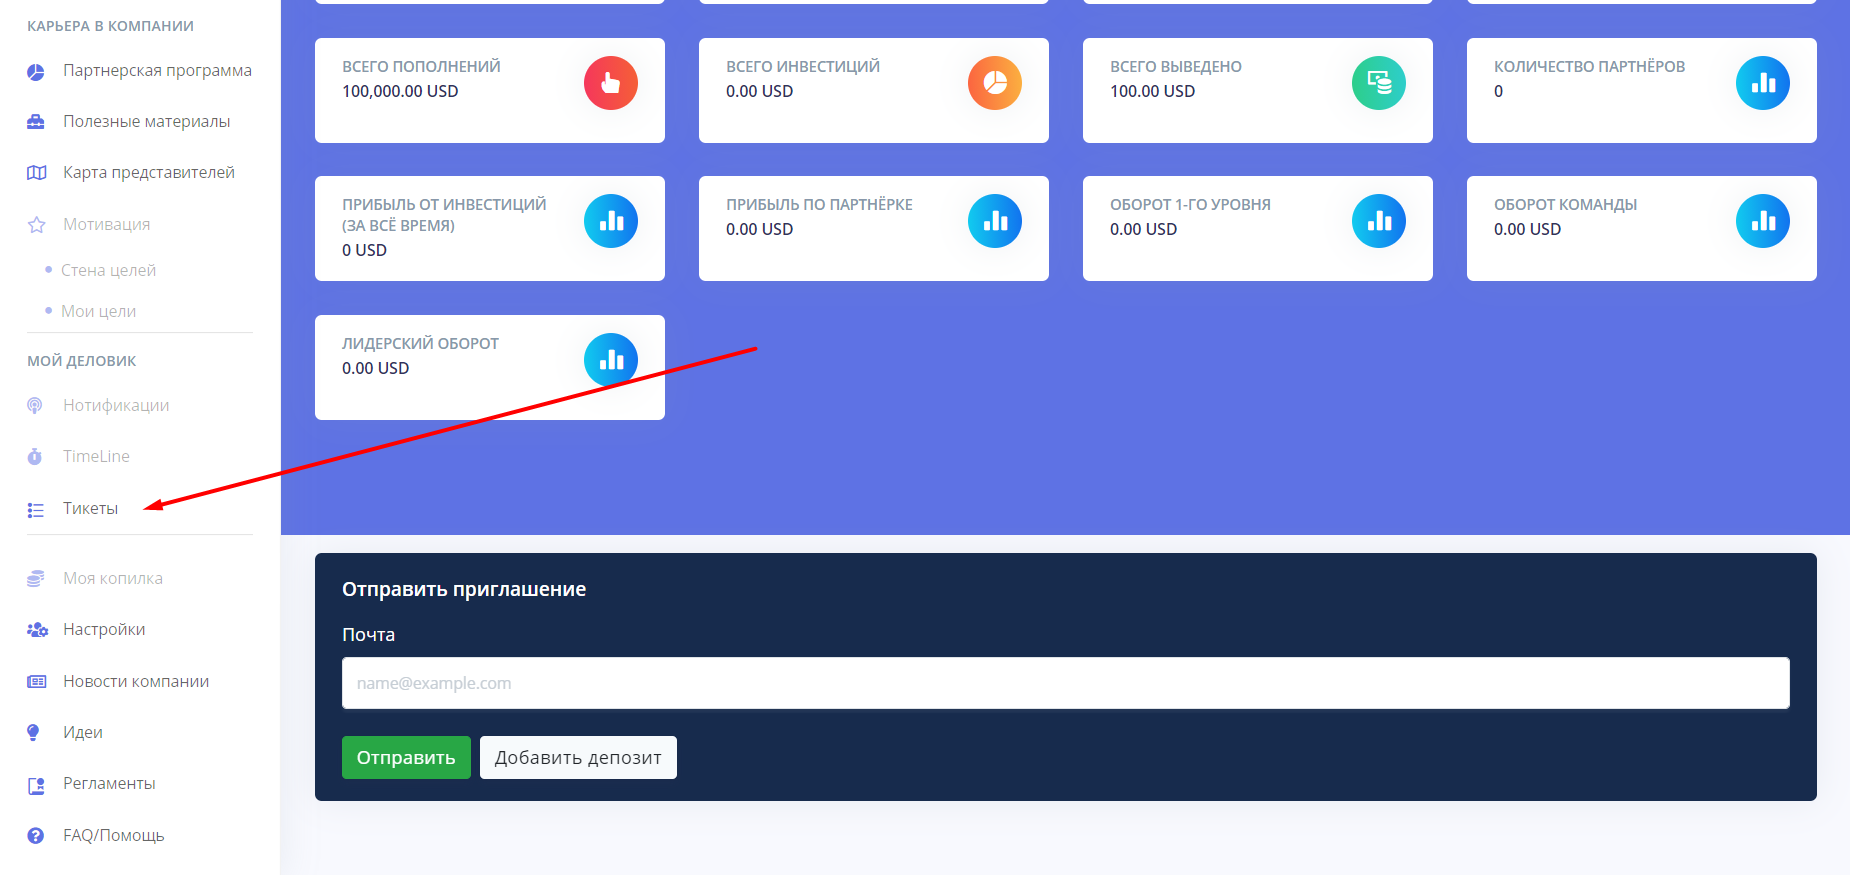 КАРЬЕРА В КОМПАНИИ
Партнерская программа
Полезные материалы
Карта представителей
Мотивация
Стена целей
Мои цели
МОЙ ДЕЛОВИК
Нотификации
TimeLine
Тикеты
Моя копилка
Настройки
Новости компании
Идеи
Регламенты
FAQ/Помощь
ВСЕГО ПОПОЛНЕНИЙ
100,000.00 USD
ВСЕГО ИНВЕСТИЦИЙ
0.00 USD
ВСЕГО ВЫВЕДЕНО
100.00 USD
КОЛИЧЕСТВО ПАРТНЁРОВ
0
ПРИБЫЛЬ ОТ ИНВЕСТИЦИЙ
(ЗА ВСЁ ВРЕМЯ)
0 USD
ПРИБЫЛЬ ПО ПАРТНЁРКЕ
0.00 USD
ОБОРОТ 1-ГО УРОВНЯ
0.00 USD
ОБОРОТ КОМАНДЫ
0.00 USD
ЛИДЕРСКИЙ ОБОРОТ
0.00 USD
Отправить приглашение
Почта
name@example.com
Отправить
Добавить депозит